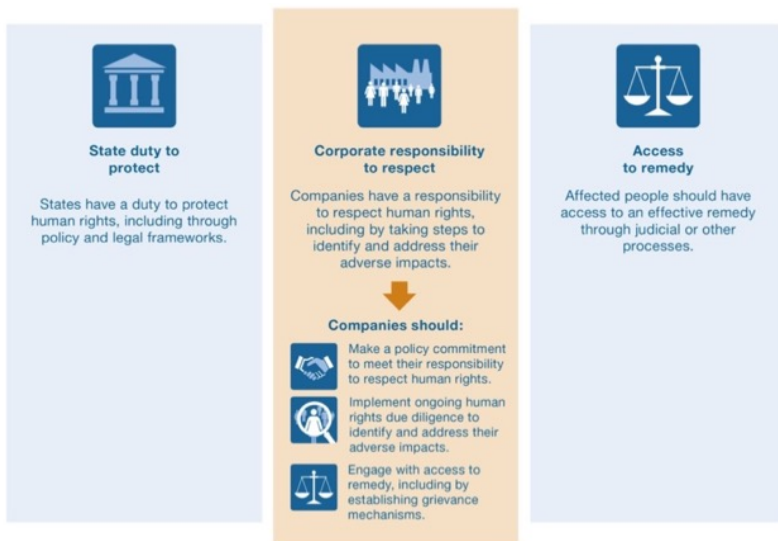 State duty to
protect
States have a duty to protect
human rights, including through
policy and legal frameworks.
Corporate responsibility
to respect
Companies have a responsibility
to respect human rights,
including by taking steps to
identify and address their
adverse impacts.
Companies should:
Make a policy commitment
to meet their responsibility
to respect human rights.
Implement ongoing human
rights due diligence to
identify and address their
adverse impacts.
Engage with access to
remedy, including by
establishing grievance
mechanisms.
Access
to remedy
Affected people should have
access to an effective remedy
through judicial or other
processes.